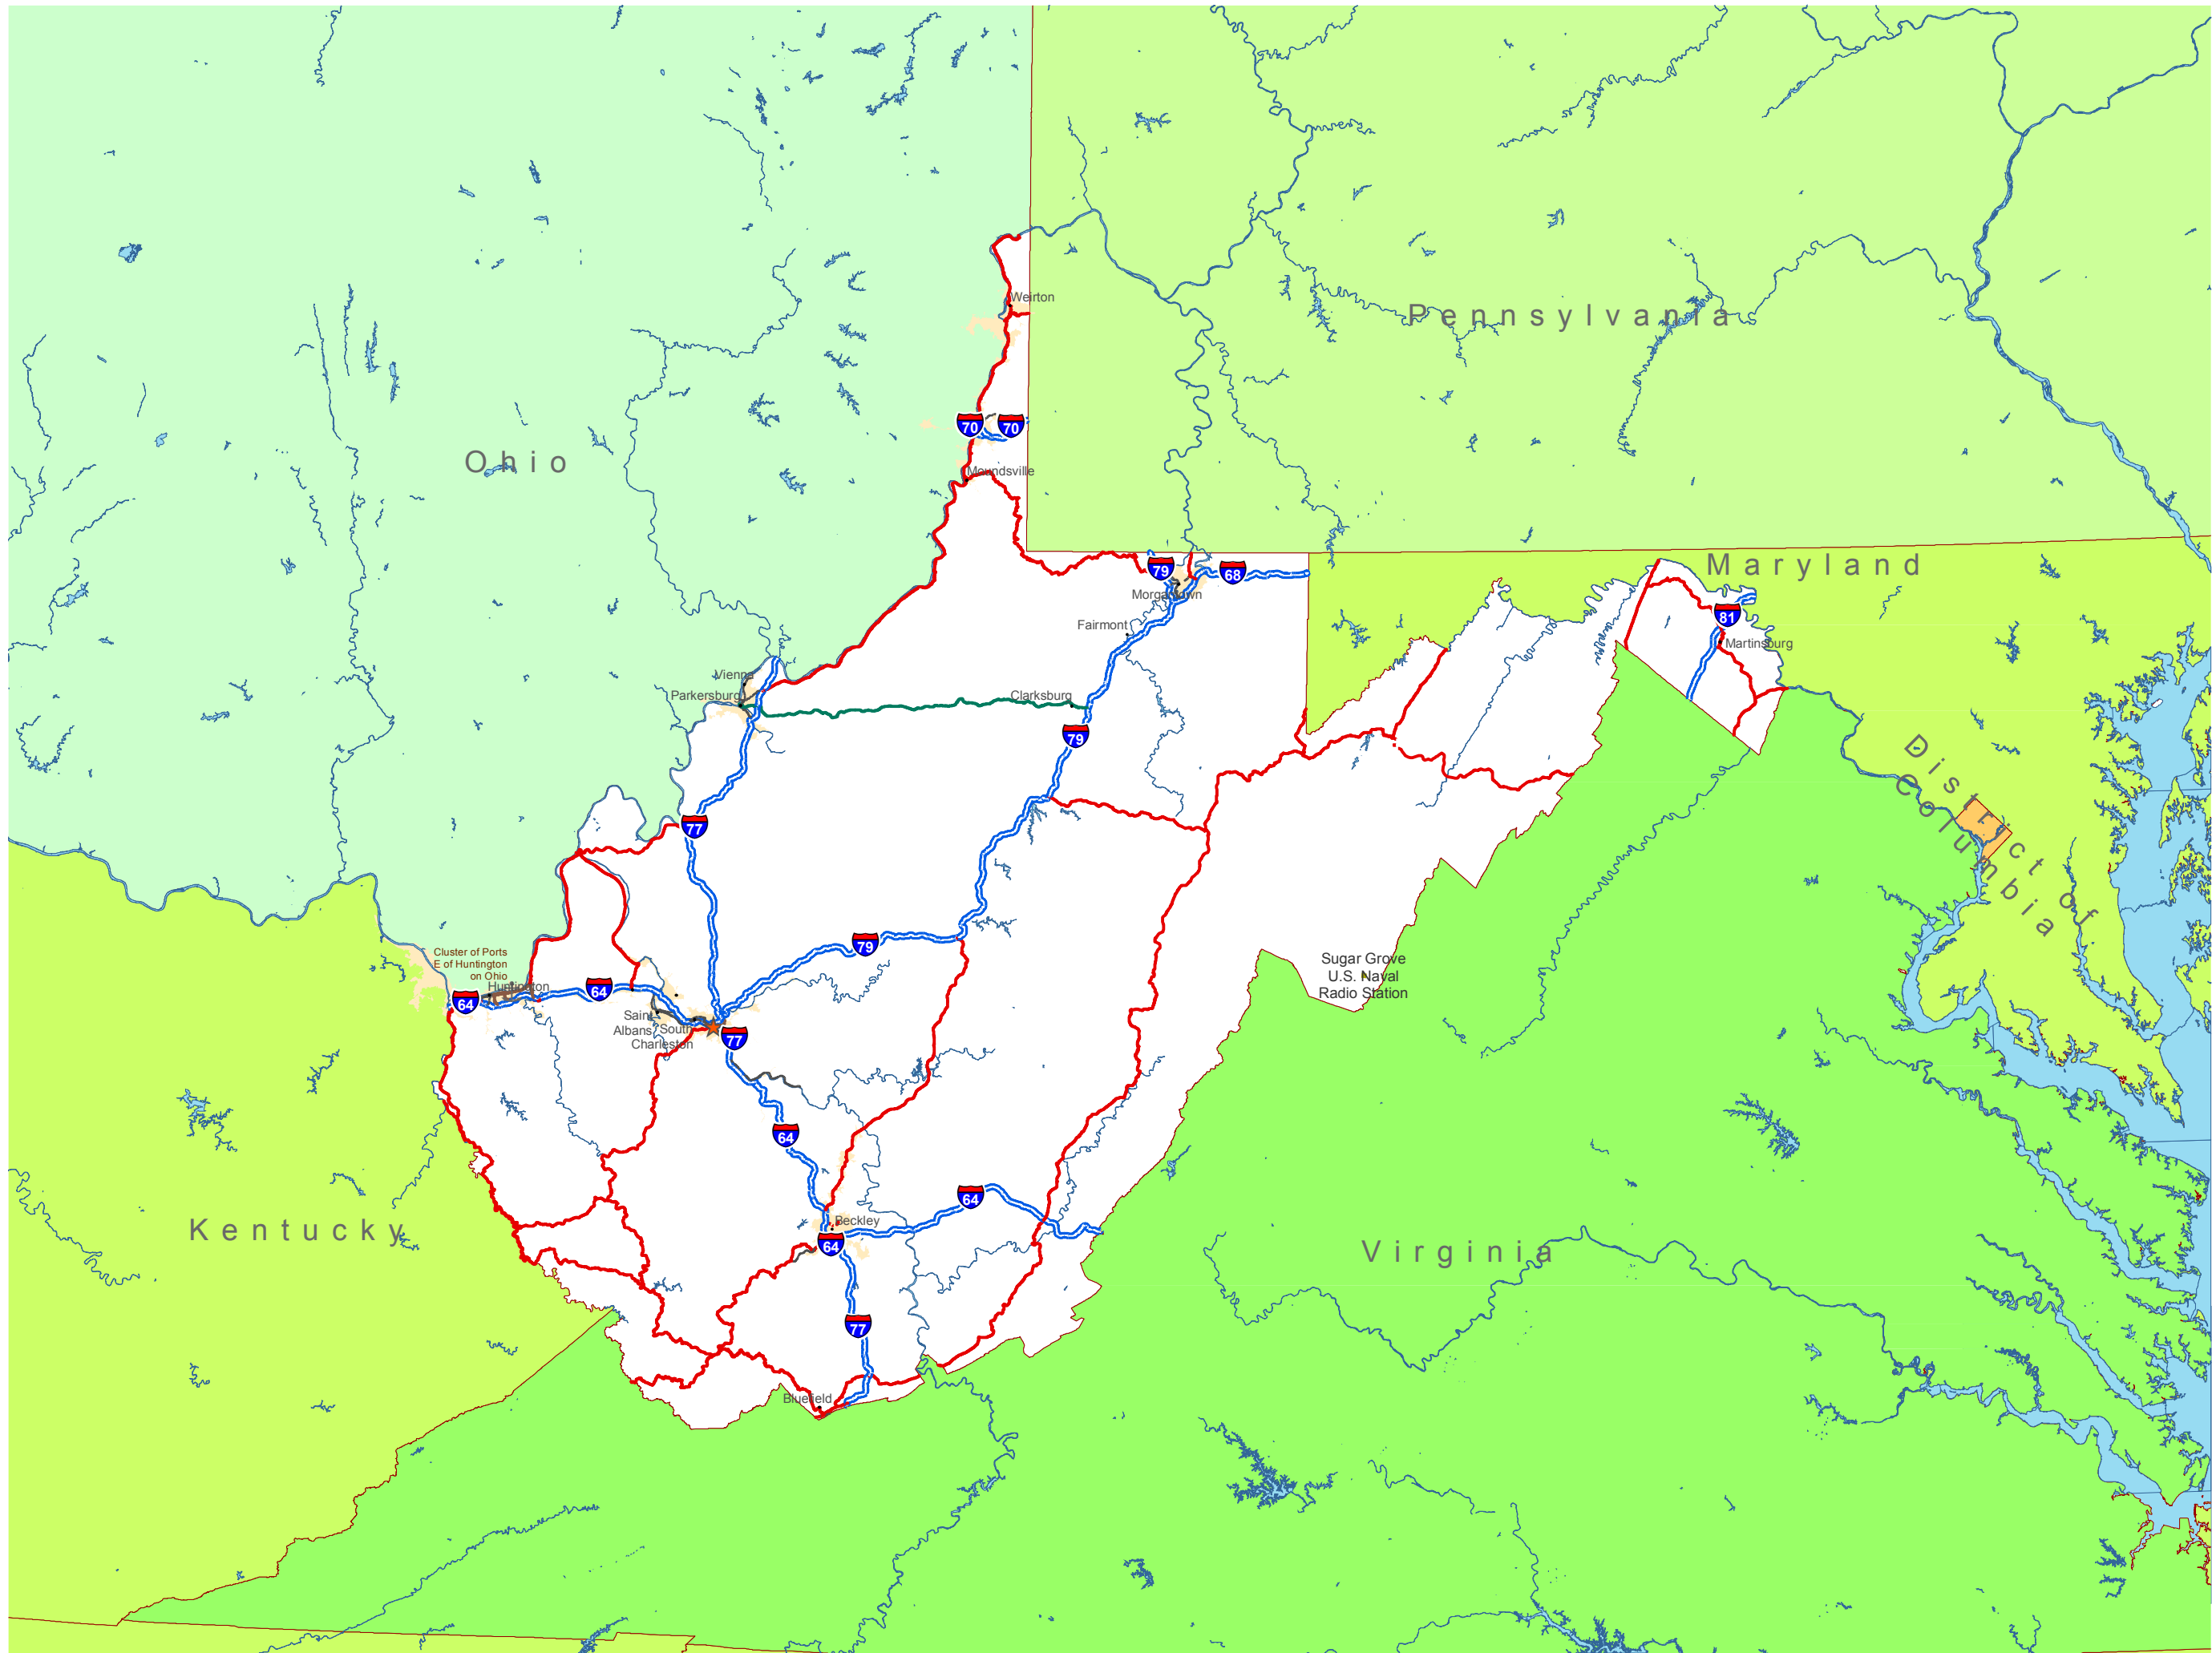 Weirton
Pennsylvania
70
70
Ohio
Moundsville
Maryland
79
68
Morgantown
81
Fairmont
Martinsburg
Vienna
Parkersburg
Clarksburg
79
District of
Columbia
77
79
Cluster of Ports
E of Huntington
on Ohio
Sugar Grove
U.S. Naval
Radio Station
Huntington
64
64
Saint
Albans
South
Charleston
77
64
64
Kentucky
Beckley
64
Virginia
77
Bluefield